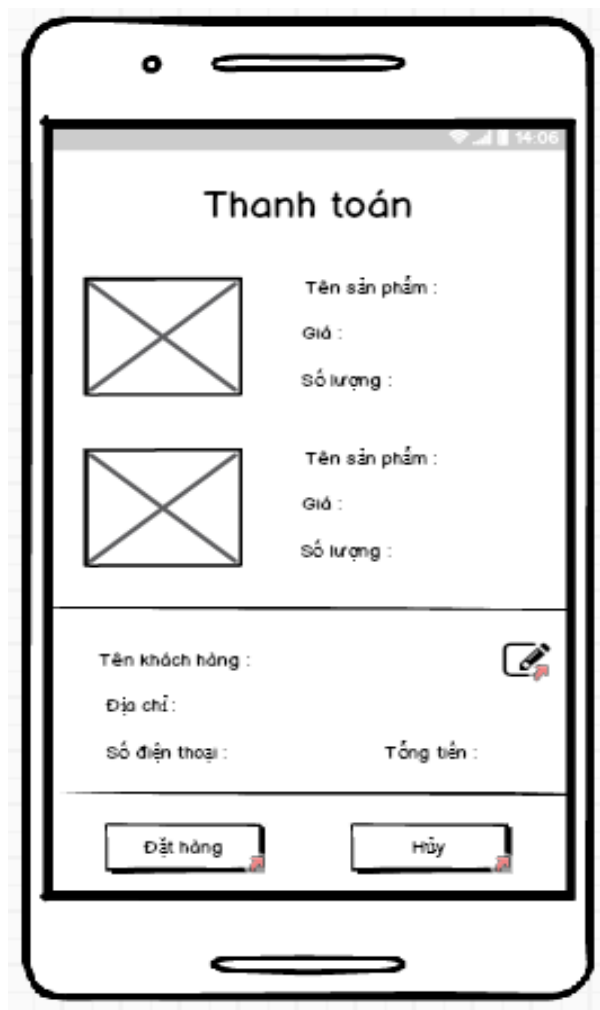 14:06
Thanh toán
Tên sản phẩm :
Giá :
Số lượng :
Tên sản phẩm :
Giá :
Số lượng :
Tên khách hàng :
Địa chỉ :
Số điện thoại :
Tổng tiền :
Đặt hàng
Hủy